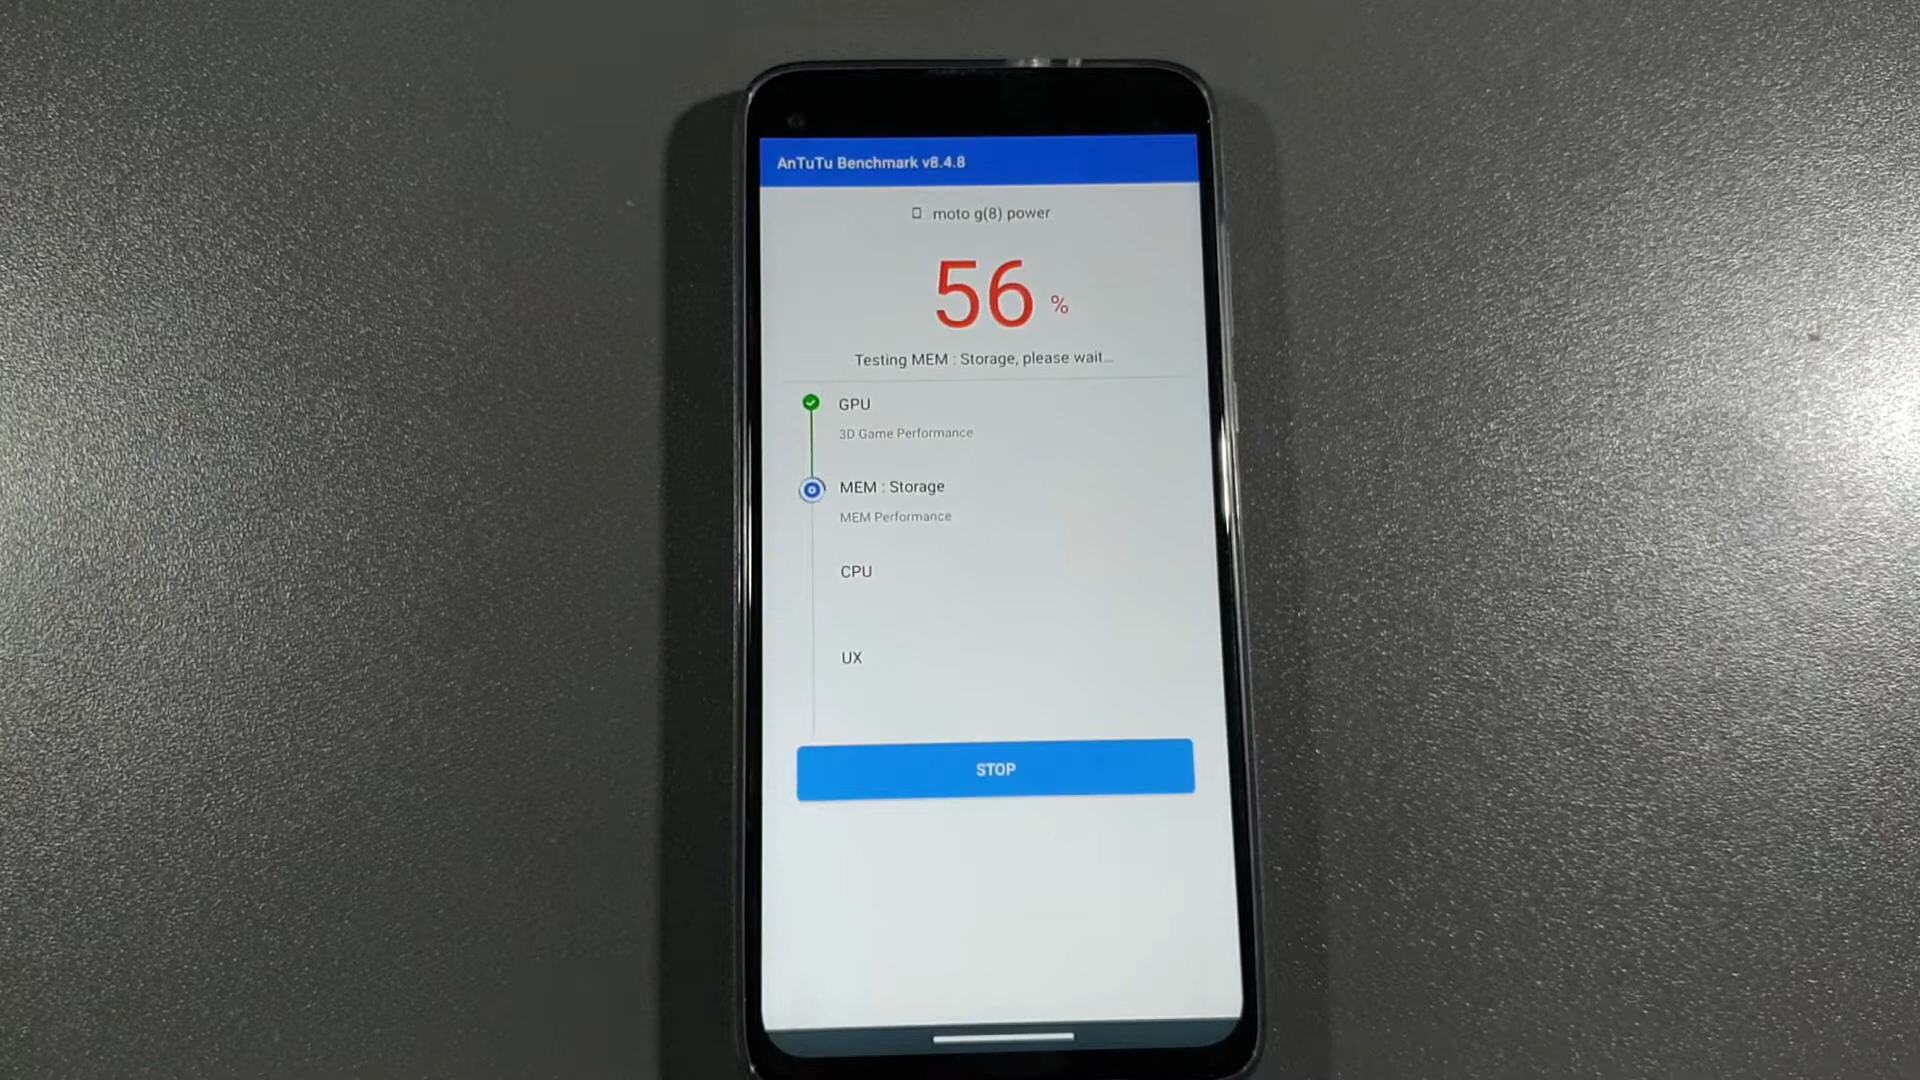 AnTuTu Benchmark v8.4.8
moto g(8) power
56 %
Testing MEM : Storage, please wait...
GPU
3D Game Performance
MEM : Storage
MEM Performance
CPU
UX
STOP